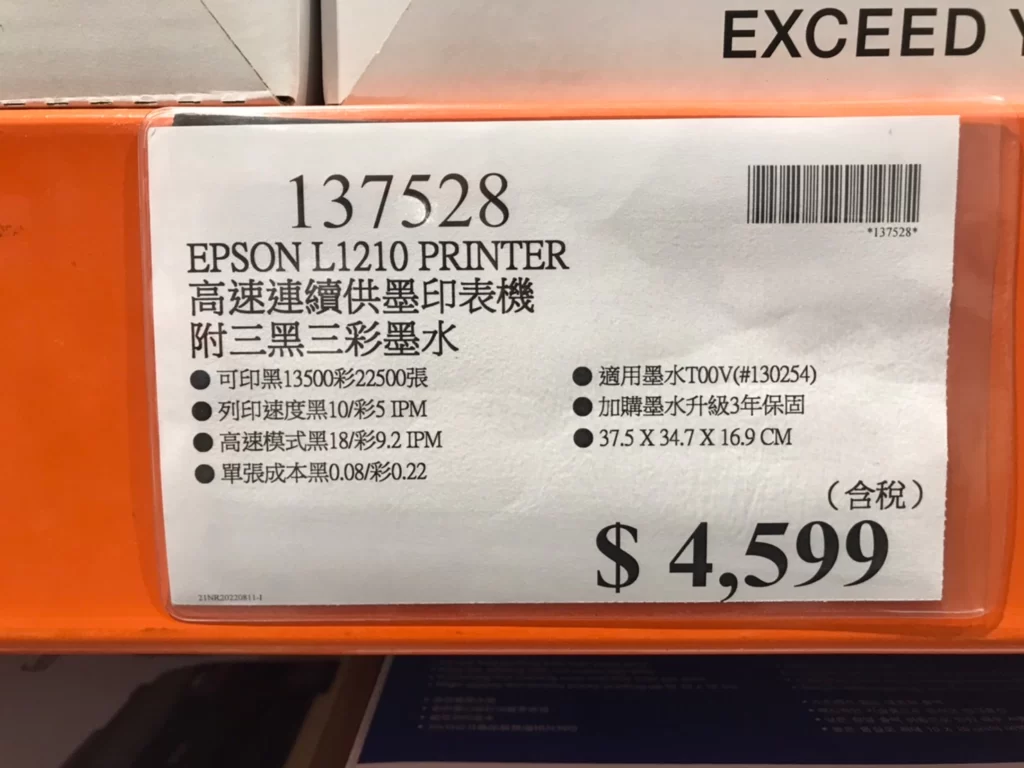 EXCEED
137528
*137528*
EPSON L1210 PRINTER
高速連續供墨印表機
附三黑三彩墨水
● 可印黑13500彩22500張
● 列印速度黑10/彩5 IPM
● 高速模式黑18/彩9.2 IPM
● 單張成本黑0.08/彩0.22
● 適用墨水T00V(#130254)
● 加購墨水升級3年保固
● 37.5 X 34.7 X 16.9 CM
（含稅）
$ 4,599
21NR20220811-1